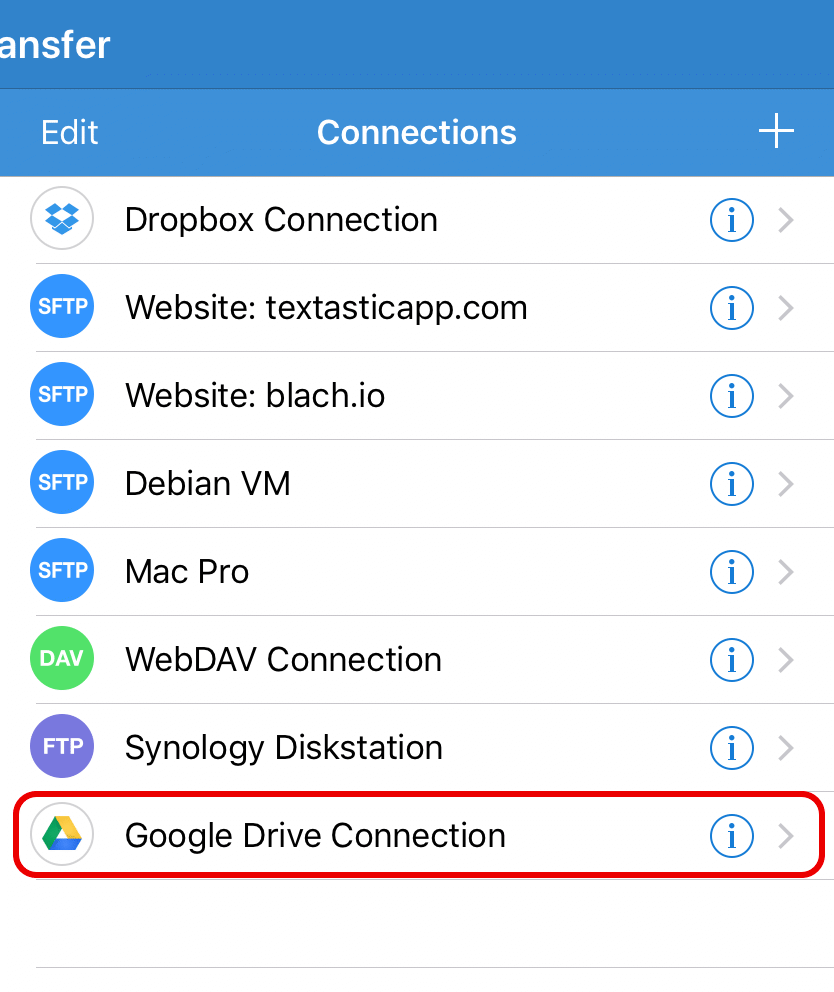 ansfer
Edit Connections +
Dropbox Connection i
SFTP Website: textasticapp.com i
SFTP Website: blach.io i
SFTP Debian VM i
SFTP Mac Pro i
DAV WebDAV Connection i
FTP Synology Diskstation i
Google Drive Connection i